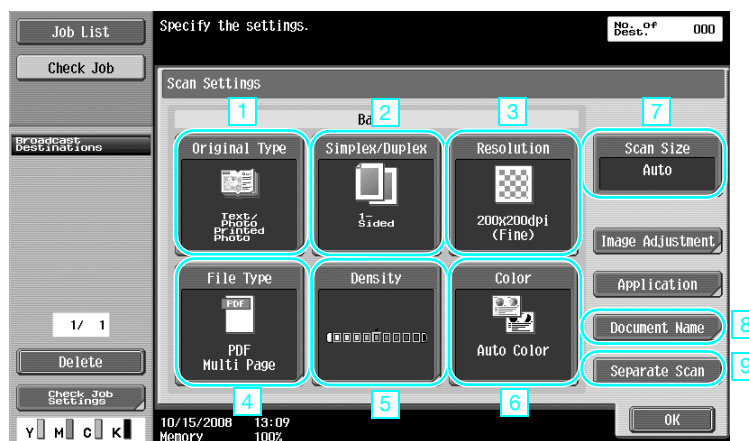 Job List
Check Job
Specify the settings.
No. of
Dest.
000
Scan Settings
Ba
1
2
3
7
Broadcast
Destinations
Original Type
Text/
Photo
Printed
Photo
Simplex/Duplex
1-
Sided
Resolution
200x200dpi
(Fine)
Scan Size
Auto
Image Adjustment
File Type
PDF
PDF
Multi Page
Density
Color
Auto Color
Application
Document Name
8
Separate Scan
9
4
5
6
1/ 1
Delete
Check Job
Settings
Y M C K
10/15/2008 13:09
Memory 100%
OK